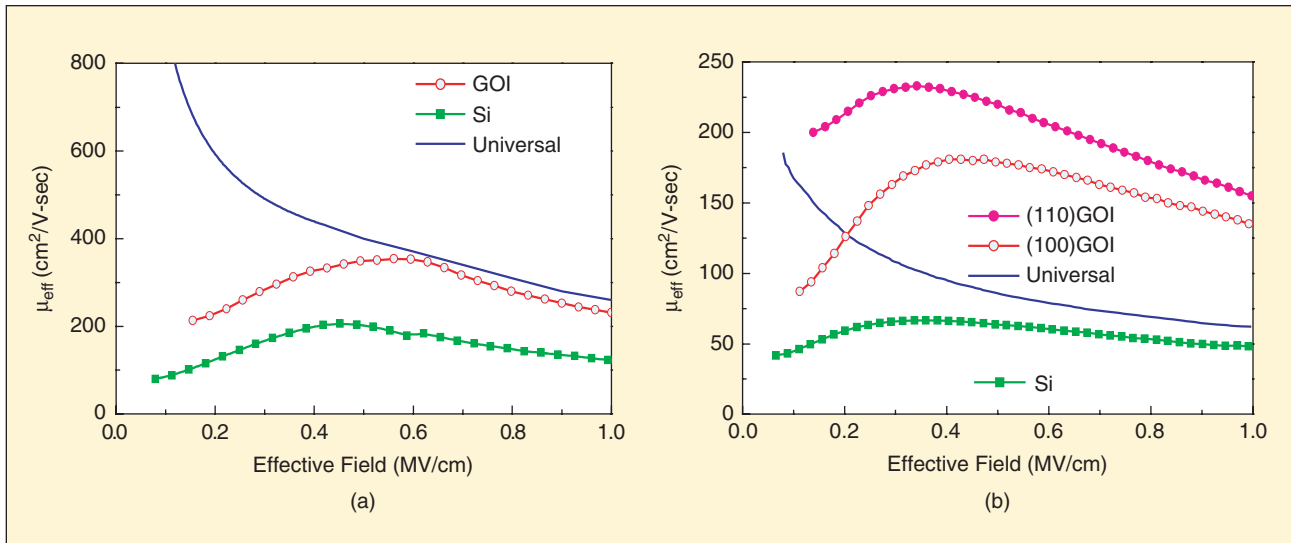 800
600
400
200
0
μeff (cm²/V-sec)
GOI
Si
Universal
0.0 0.2 0.4 0.6 0.8 1.0
Effective Field (MV/cm)
(a)
250
200
150
100
50
0
μeff (cm²/V-sec)
(110)GOI
(100)GOI
Universal
Si
0.0 0.2 0.4 0.6 0.8 1.0
Effective Field (MV/cm)
(b)